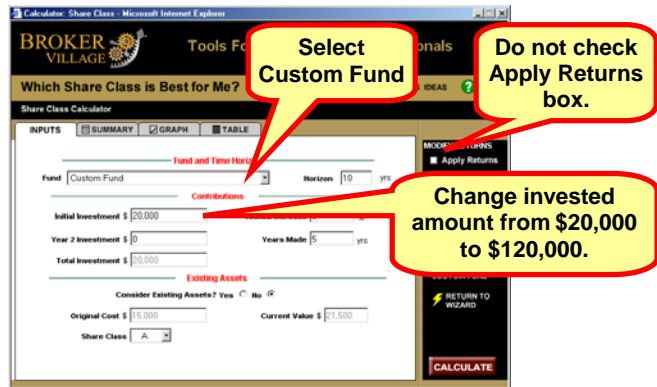 Calculator: Share Class - Microsoft Internet Explorer
BROKER
VILLAGE
Tools Fo
onals
Select
Custom Fund
Do not check
Apply Returns
box.
Which Share Class is Best for Me?
IDEAS ?
Share Class Calculator
INPUTS SUMMARY GRAPH TABLE
RETURNS
Apply Returns
Fund and Time Horiz
Fund Custom Fund Horizon 10 yrs
Contributions
Initial Investment $ 20,000
Change invested
amount from $20,000
to $120,000.
Year 2 Investment $ 0 Years Made 5 yrs
Total Investment $ 20,000
Existing Assets
Consider Existing Assets? Yes No
RETURN TO
WIZARD
Original Cost $ 15,000 Current Value $ 21,500
Share Class A
CALCULATE